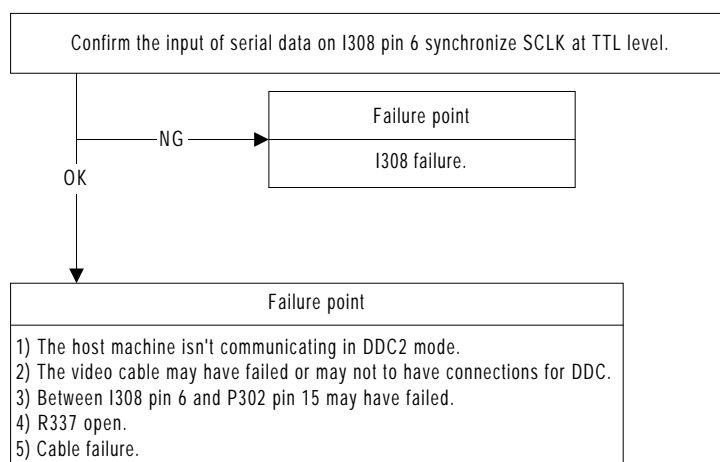 Confirm the input of serial data on I308 pin 6 synchronize SCLK at TTL level.
Failure point
NG
I308 failure.
OK
Failure point
1) The host machine isn't communicating in DDC2 mode.
2) The video cable may have failed or may not to have connections for DDC.
3) Between I308 pin 6 and P302 pin 15 may have failed.
4) R337 open.
5) Cable failure.